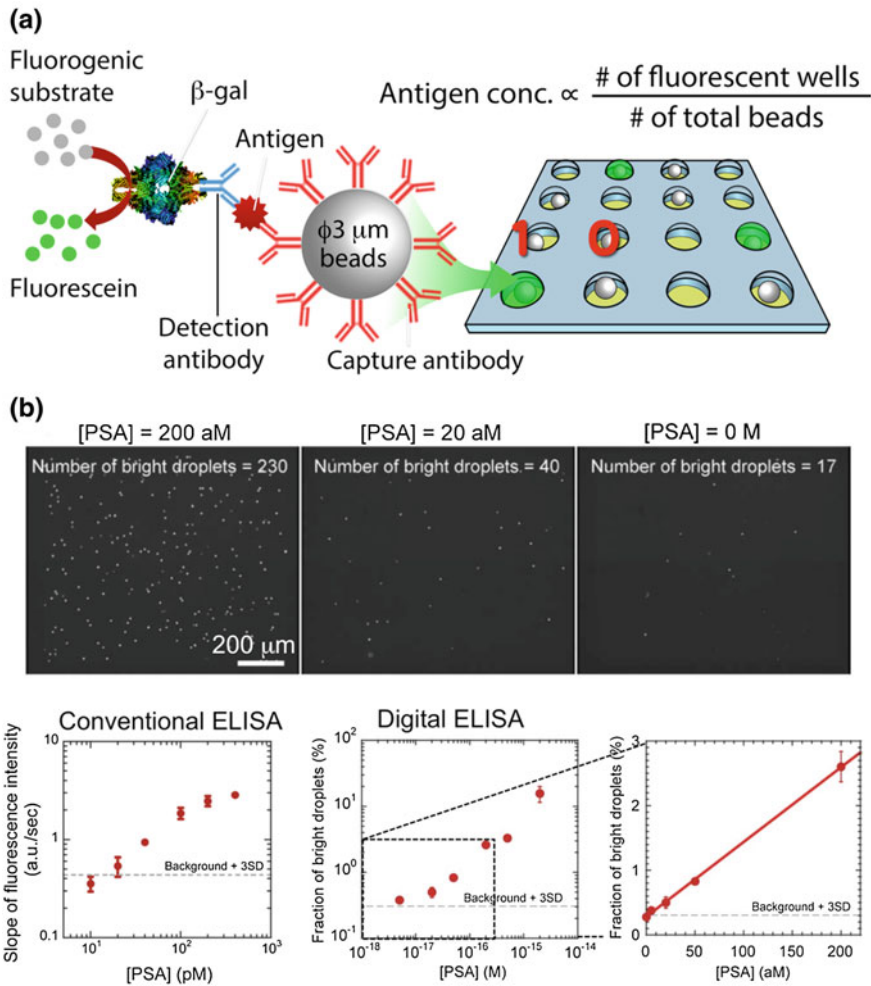 (a)
Fluorogenic
substrate
β-gal
Antigen
Antigen conc. ∝ # of fluorescent wells
# of total beads
ϕ3 μm
beads
1 0
Fluorescein
Detection
antibody
Capture antibody
(b)
[PSA] = 200 aM
[PSA] = 20 aM
[PSA] = 0 M
Number of bright droplets = 230
Number of bright droplets = 40
Number of bright droplets = 17
200 μm
Conventional ELISA
Slope of fluorescence intensity
(a.u./sec)
10
1
0.1
Background + 3SD
10¹ 10² 10³
[PSA] (pM)
Digital ELISA
Fraction of bright droplets (%)
10²
10¹
10⁰
10⁻¹
Background + 3SD
10⁻¹⁸ 10⁻¹⁷ 10⁻¹⁶ 10⁻¹⁵ 10⁻¹⁴
[PSA] (M)
Fraction of bright droplets (%)
3
2
1
0
Background + 3SD
0 50 100 150 200
[PSA] (aM)